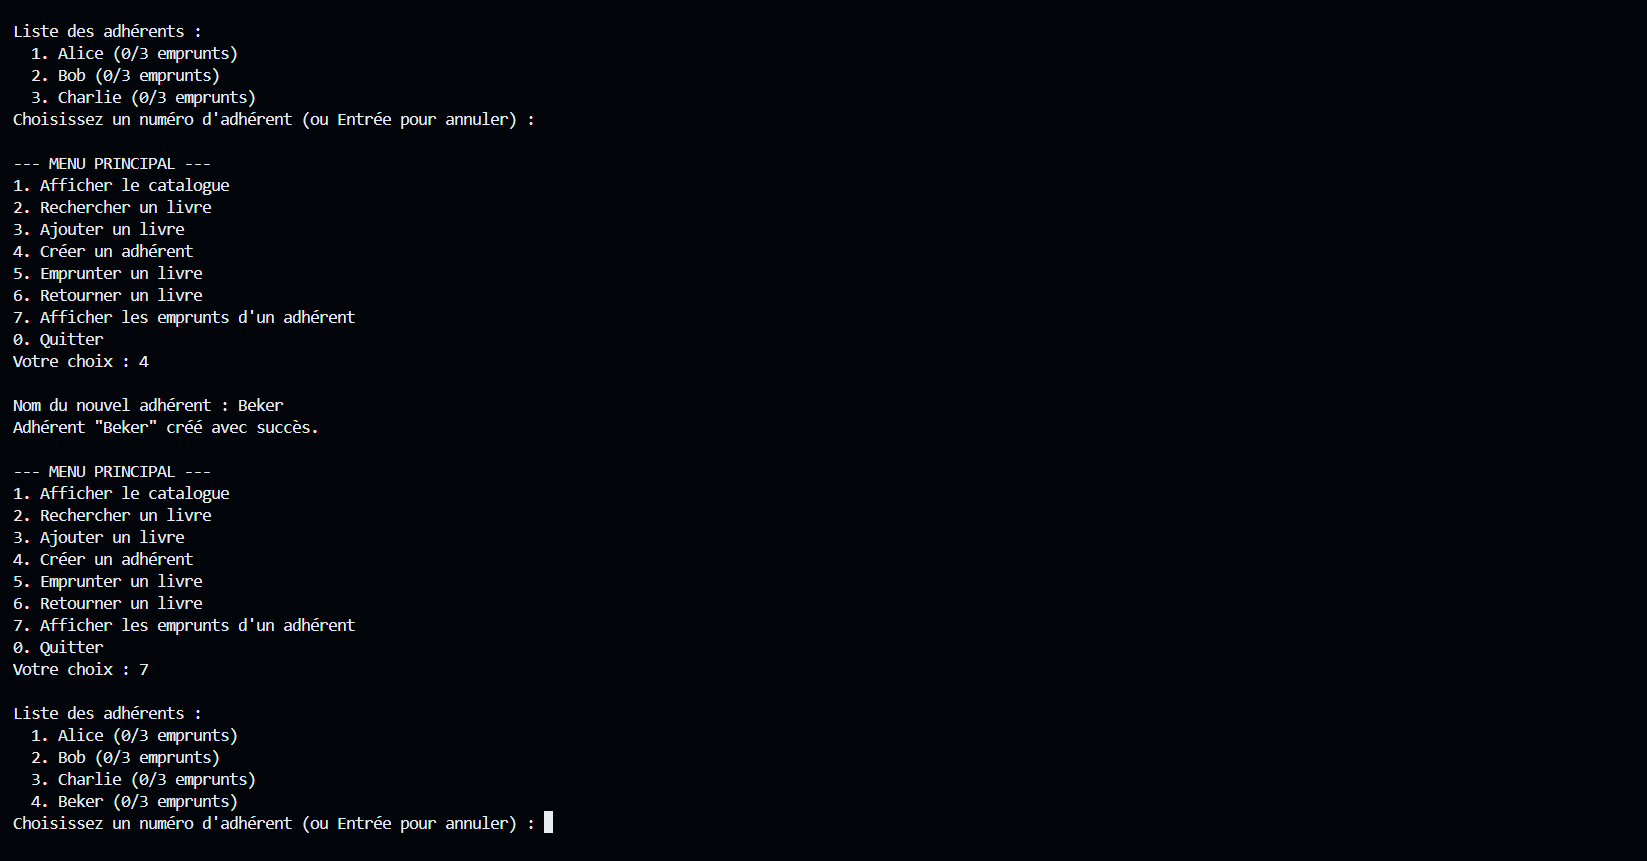 Liste des adhérents :
  1. Alice (0/3 emprunts)
  2. Bob (0/3 emprunts)
  3. Charlie (0/3 emprunts)
Choisissez un numéro d'adhérent (ou Entrée pour annuler) :
--- MENU PRINCIPAL ---
1. Afficher le catalogue
2. Rechercher un livre
3. Ajouter un livre
4. Créer un adhérent
5. Emprunter un livre
6. Retourner un livre
7. Afficher les emprunts d'un adhérent
0. Quitter
Votre choix : 4
Nom du nouvel adhérent : Beker
Adhérent "Beker" créé avec succès.
--- MENU PRINCIPAL ---
1. Afficher le catalogue
2. Rechercher un livre
3. Ajouter un livre
4. Créer un adhérent
5. Emprunter un livre
6. Retourner un livre
7. Afficher les emprunts d'un adhérent
0. Quitter
Votre choix : 7
Liste des adhérents :
  1. Alice (0/3 emprunts)
  2. Bob (0/3 emprunts)
  3. Charlie (0/3 emprunts)
  4. Beker (0/3 emprunts)
Choisissez un numéro d'adhérent (ou Entrée pour annuler) :